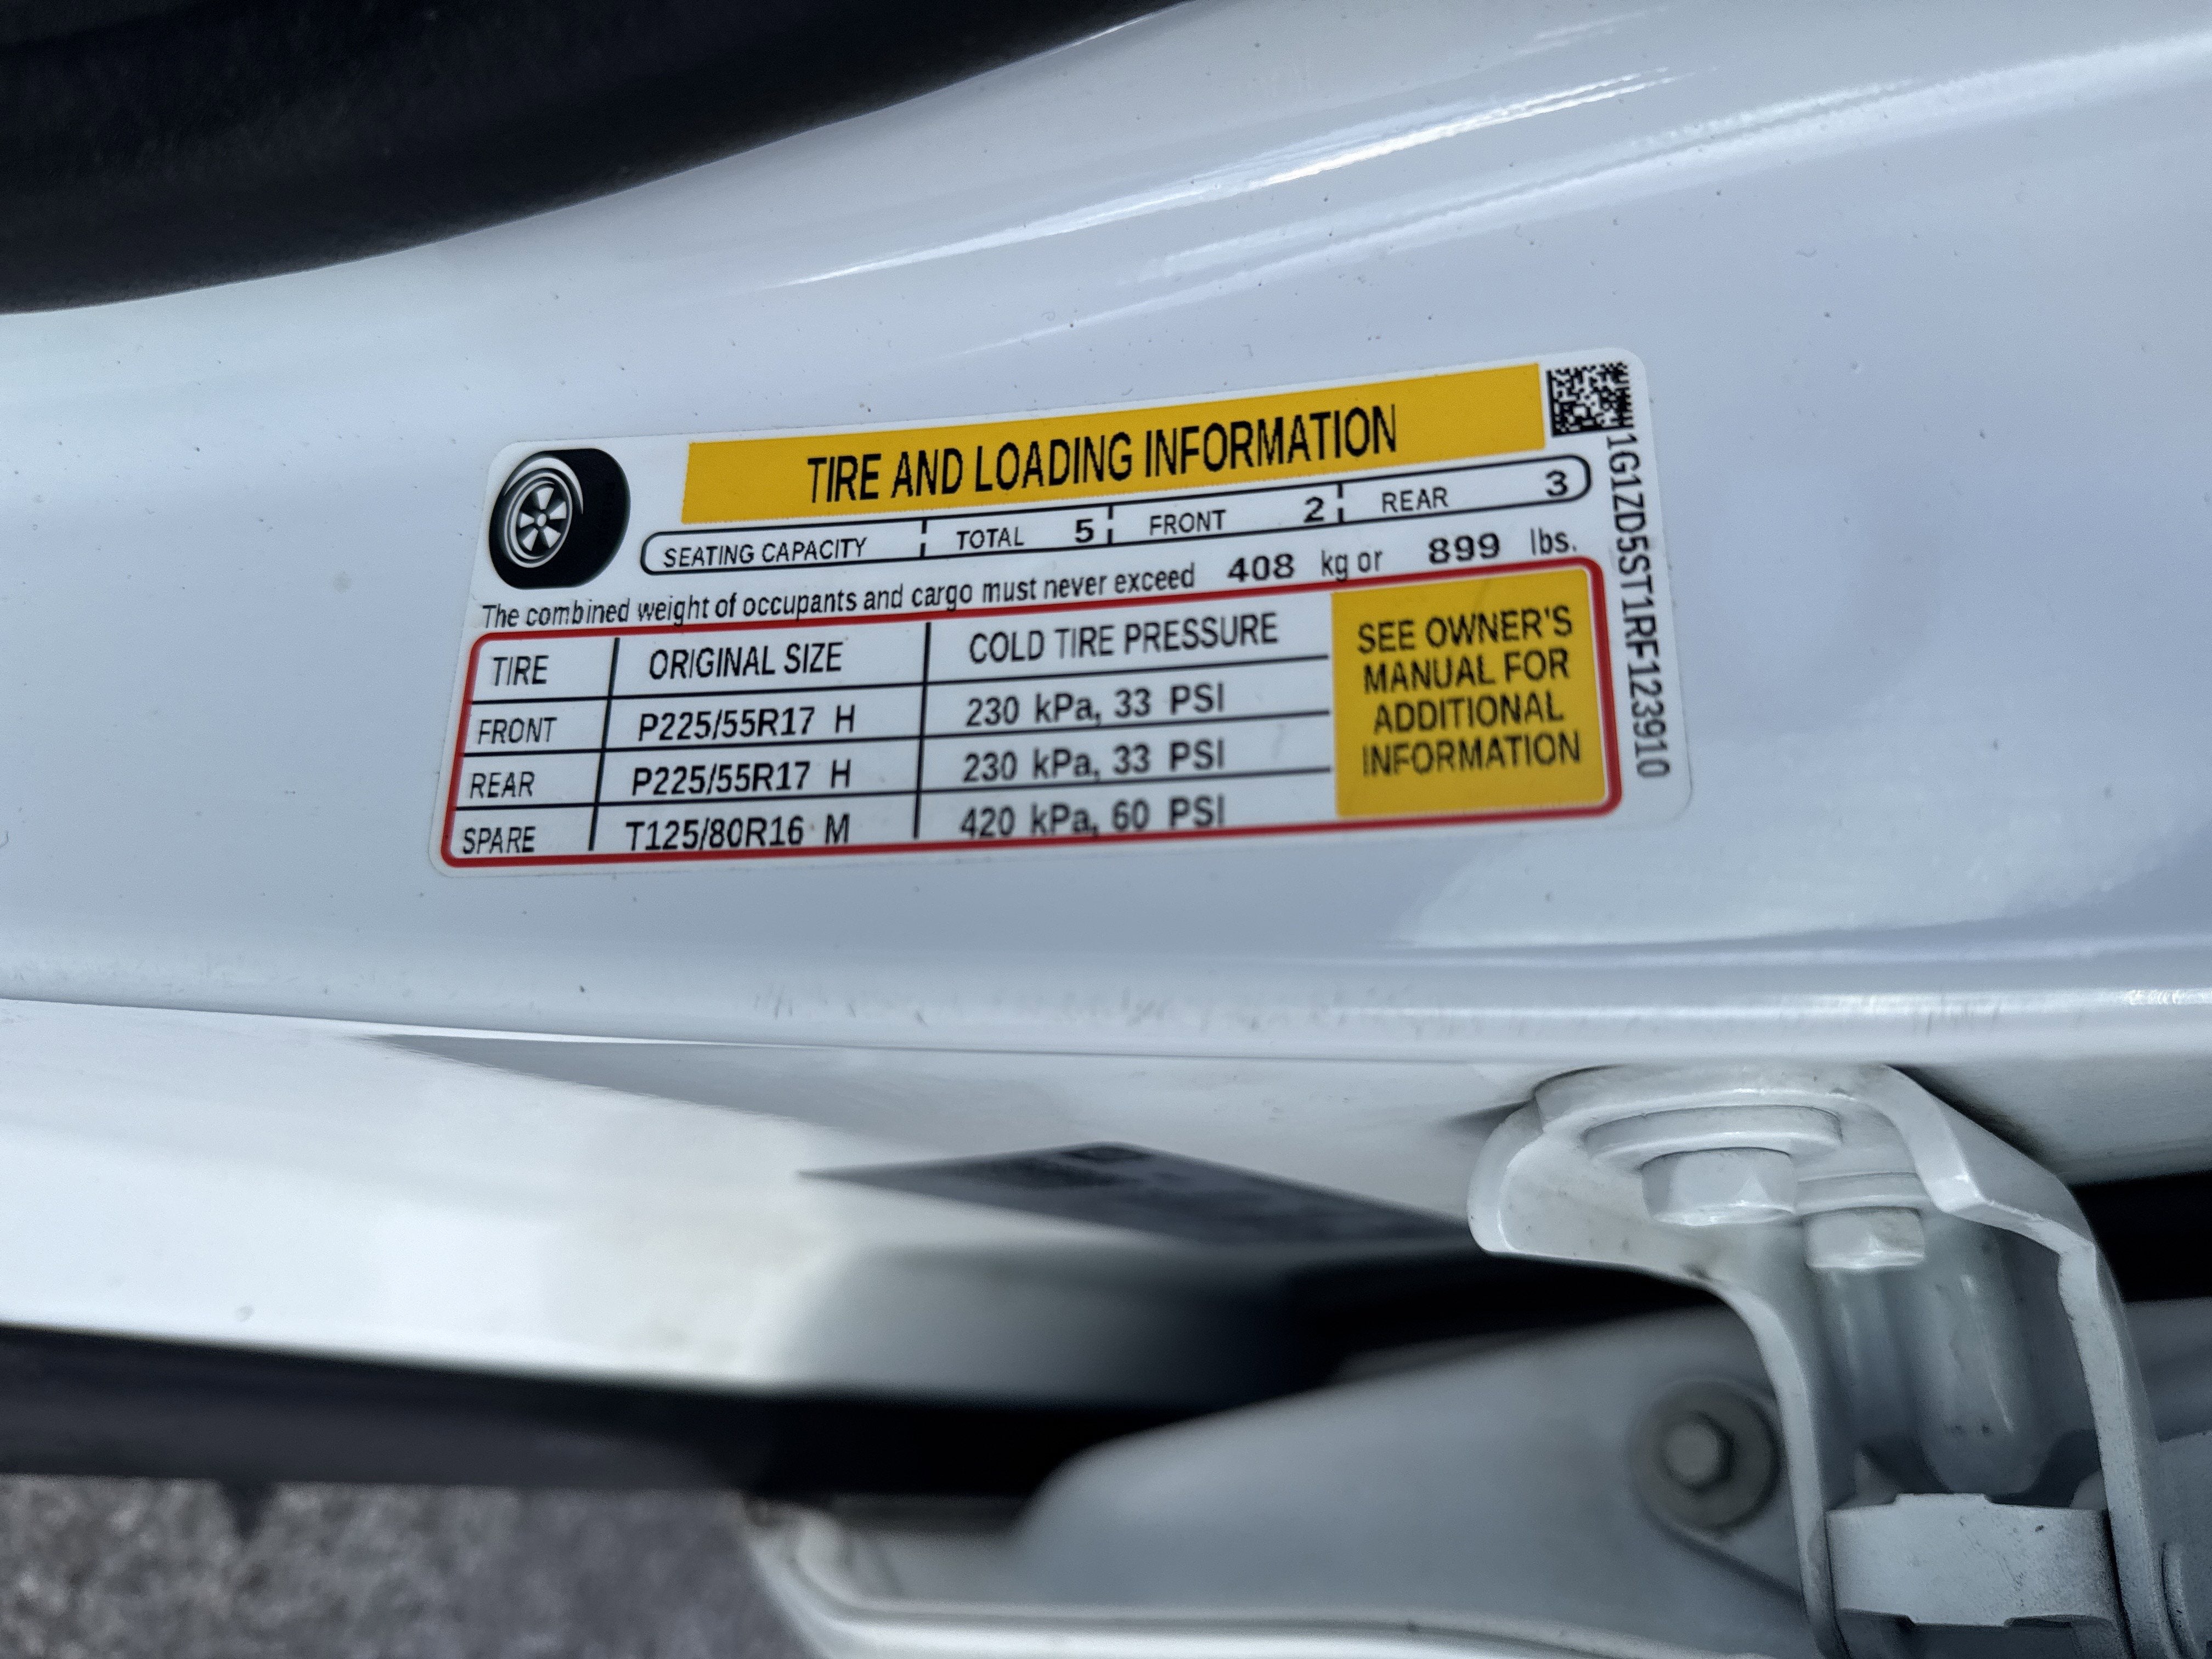 TIRE AND LOADING INFORMATION
SEATING CAPACITY TOTAL 5 FRONT 2 REAR 3
The combined weight of occupants and cargo must never exceed 408 kg or 899 lbs.
TIRE ORIGINAL SIZE COLD TIRE PRESSURE
FRONT P225/55R17 H 230 kPa, 33 PSI
REAR P225/55R17 H 230 kPa, 33 PSI
SPARE T125/80R16 M 420 kPa, 60 PSI
SEE OWNER'S
MANUAL FOR
ADDITIONAL
INFORMATION
1G1ZD5ST1RF123910